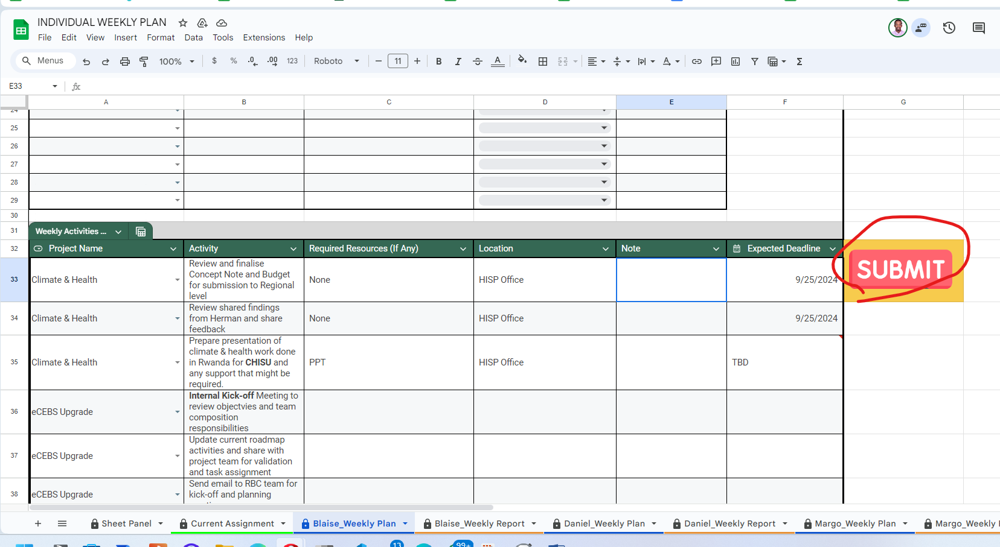 INDIVIDUAL WEEKLY PLAN
File Edit View Insert Format Data Tools Extensions Help
Menus 100% $ % .0 .00 123 Roboto 11 B I S A
E33 fx
A B C D E F G
24
25
26
27
28
29
30
31 Weekly Activities ...
32 Project Name Activity Required Resources (If Any) Location Note Expected Deadline
SUBMIT
33 Climate & Health
Review and finalise
Concept Note and Budget
for submission to Regional
level
None HISP Office 9/25/2024
34 Climate & Health
Review shared findings
from Herman and share
feedback
None HISP Office 9/25/2024
35 Climate & Health
Prepare presentation of
climate & health work done
in Rwanda for CHISU and
any support that might be
required.
PPT HISP Office TBD
36 eCEBS Upgrade
Internal Kick-off Meeting to
review objectvies and team
composition
responsibilities
37 eCEBS Upgrade
Update current roadmap
activities and share with
project team for validation
and task assignment
38 eCEBS Upgrade
Send email to RBC team for
kick-off and planning
Sheet Panel Current Assignment Blaise_Weekly Plan Blaise_Weekly Report Daniel_Weekly Plan Daniel_Weekly Report Margo_Weekly Plan Margo_Weekly
13 99+